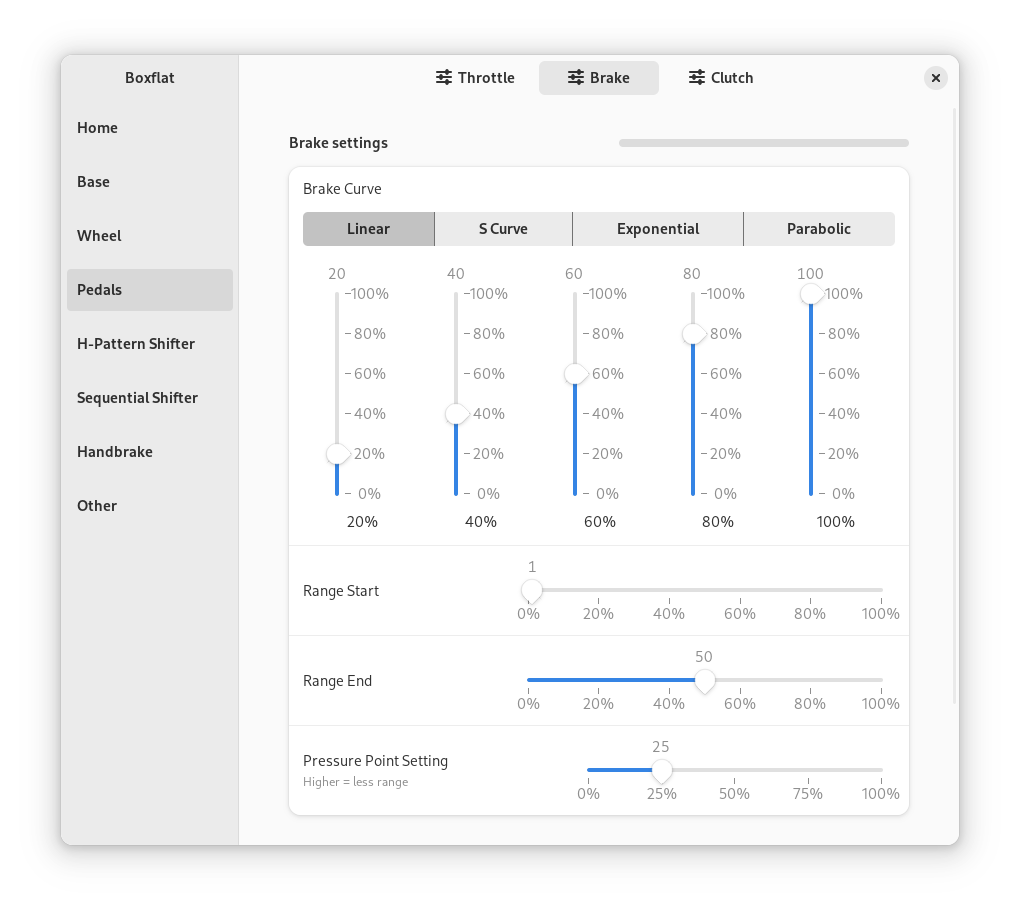 Boxflat
Throttle Brake Clutch
Home
Base
Wheel
Pedals
H-Pattern Shifter
Sequential Shifter
Handbrake
Other
Brake settings
Brake Curve
Linear S Curve Exponential Parabolic
20 40 60 80 100
100% 100% 100% 100% 100%
80% 80% 80% 80% 80%
60% 60% 60% 60% 60%
40% 40% 40% 40% 40%
20% 20% 20% 20% 20%
0% 0% 0% 0% 0%
20% 40% 60% 80% 100%
1
Range Start
0% 20% 40% 60% 80% 100%
50
Range End
0% 20% 40% 60% 80% 100%
25
Pressure Point Setting
Higher = less range
0% 25% 50% 75% 100%